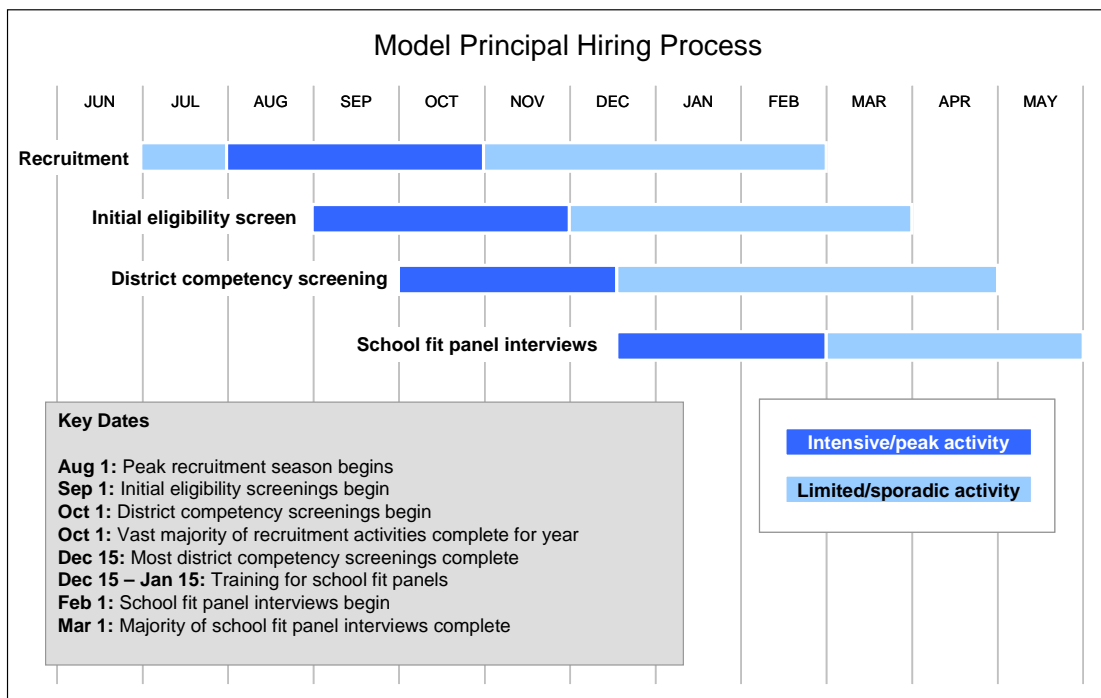 Model Principal Hiring Process
JUN JUL AUG SEP OCT NOV DEC JAN FEB MAR APR MAY
Recruitment
Initial eligibility screen
District competency screening
School fit panel interviews
Key Dates
Aug 1: Peak recruitment season begins
Sep 1: Initial eligibility screenings begin
Oct 1: District competency screenings begin
Oct 1: Vast majority of recruitment activities complete for year
Dec 15: Most district competency screenings complete
Dec 15 – Jan 15: Training for school fit panels
Feb 1: School fit panel interviews begin
Mar 1: Majority of school fit panel interviews complete
Intensive/peak activity
Limited/sporadic activity